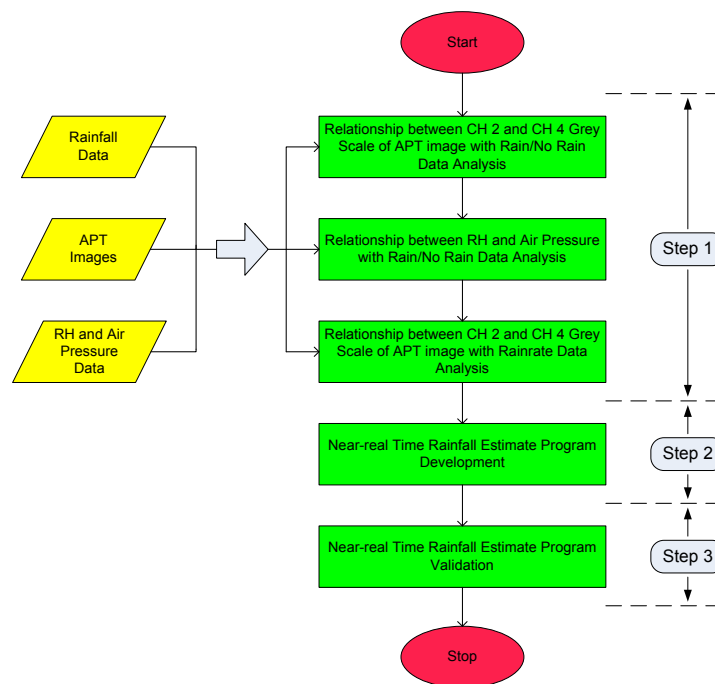 Start
Rainfall
Data
APT
Images
RH and Air
Pressure
Data
Relationship between CH 2 and CH 4 Grey
Scale of APT image with Rain/No Rain
Data Analysis
Relationship between RH and Air Pressure
with Rain/No Rain Data Analysis
Relationship between CH 2 and CH 4 Grey
Scale of APT image with Rainrate Data
Analysis
Near-real Time Rainfall Estimate Program
Development
Near-real Time Rainfall Estimate Program
Validation
Stop
Step 1
Step 2
Step 3